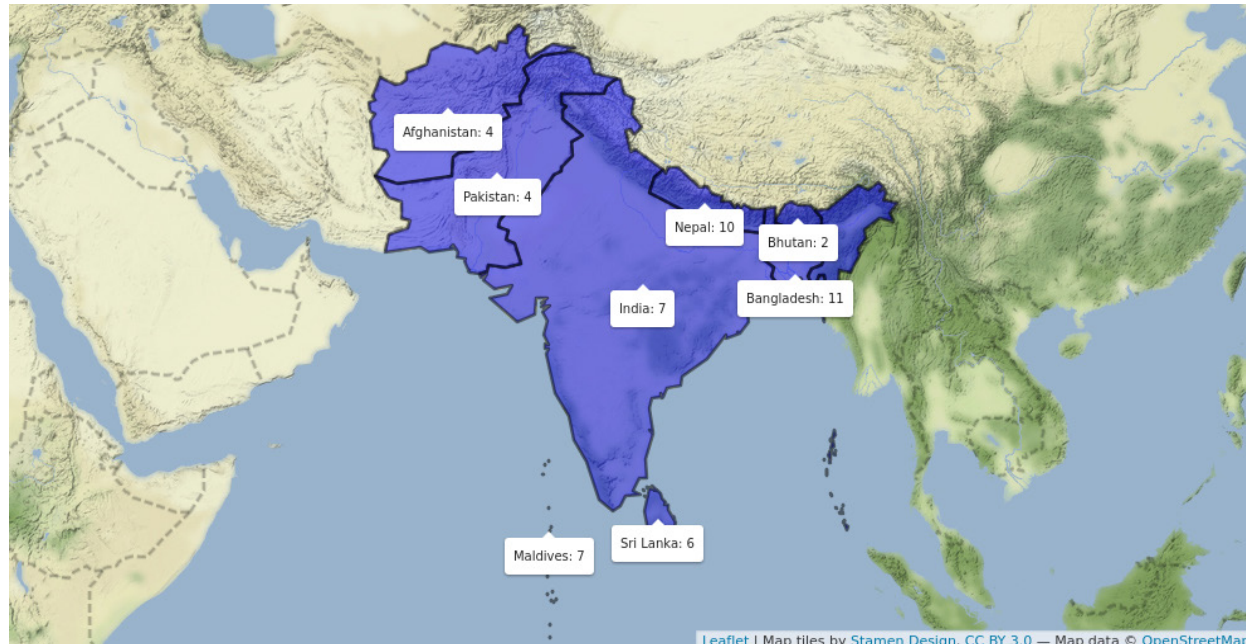 Afghanistan: 4
Pakistan: 4
Nepal: 10
Bhutan: 2
Bangladesh: 11
India: 7
Sri Lanka: 6
Maldives: 7
Leaflet | Map tiles by Stamen Design, CC BY 3.0 — Map data © OpenStreetMap